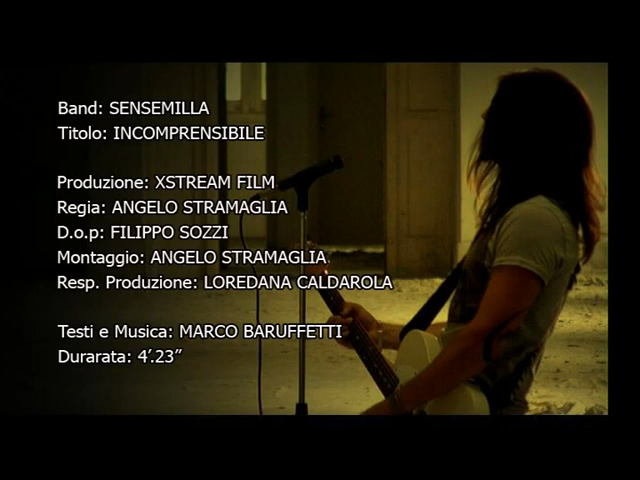 Band: SENSEMILLA
Titolo: INCOMPRENSIBILE
Produzione: XSTREAM FILM
Regia: ANGELO STRAMAGLIA
D.o.p: FILIPPO SOZZI
Montaggio: ANGELO STRAMAGLIA
Resp. Produzione: LOREDANA CALDAROLA
Testi e Musica: MARCO BARUFFETTI
Durarata: 4’.23”